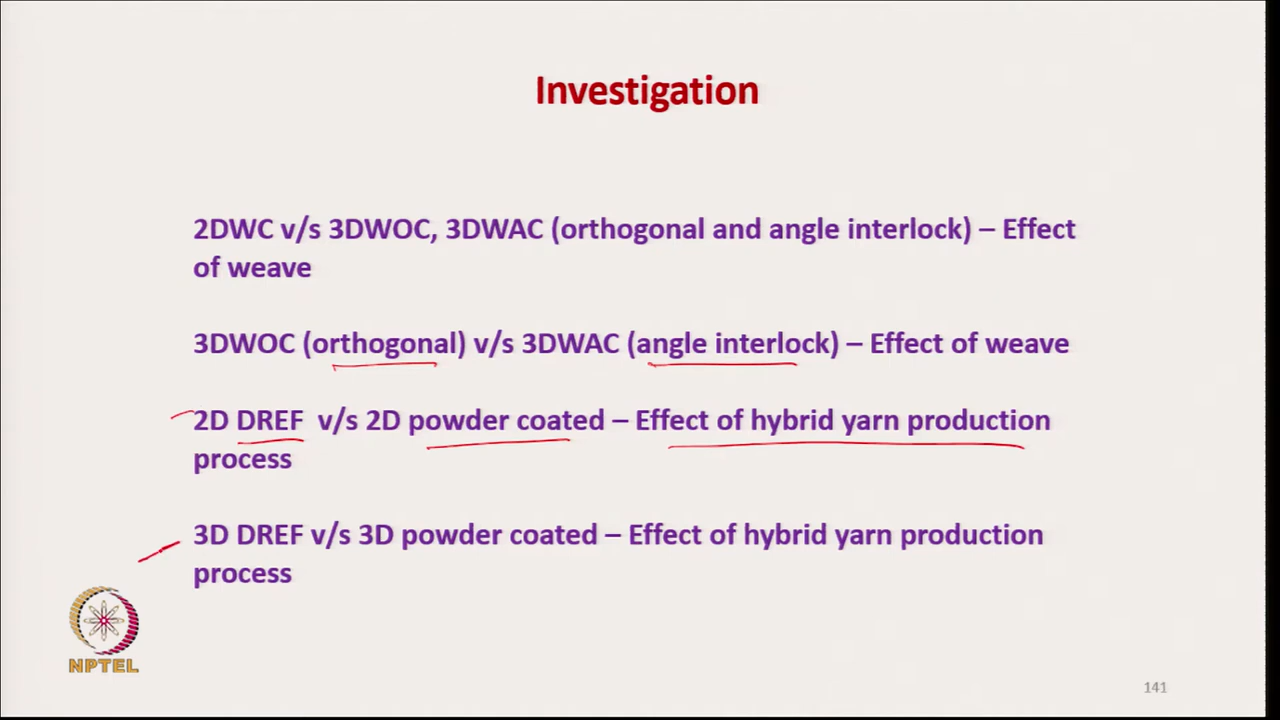 Investigation
2DWC v/s 3DWOC, 3DWAC (orthogonal and angle interlock) – Effect
of weave
3DWOC (orthogonal) v/s 3DWAC (angle interlock) – Effect of weave
2D DREF v/s 2D powder coated – Effect of hybrid yarn production
process
3D DREF v/s 3D powder coated – Effect of hybrid yarn production
process
NPTEL
141